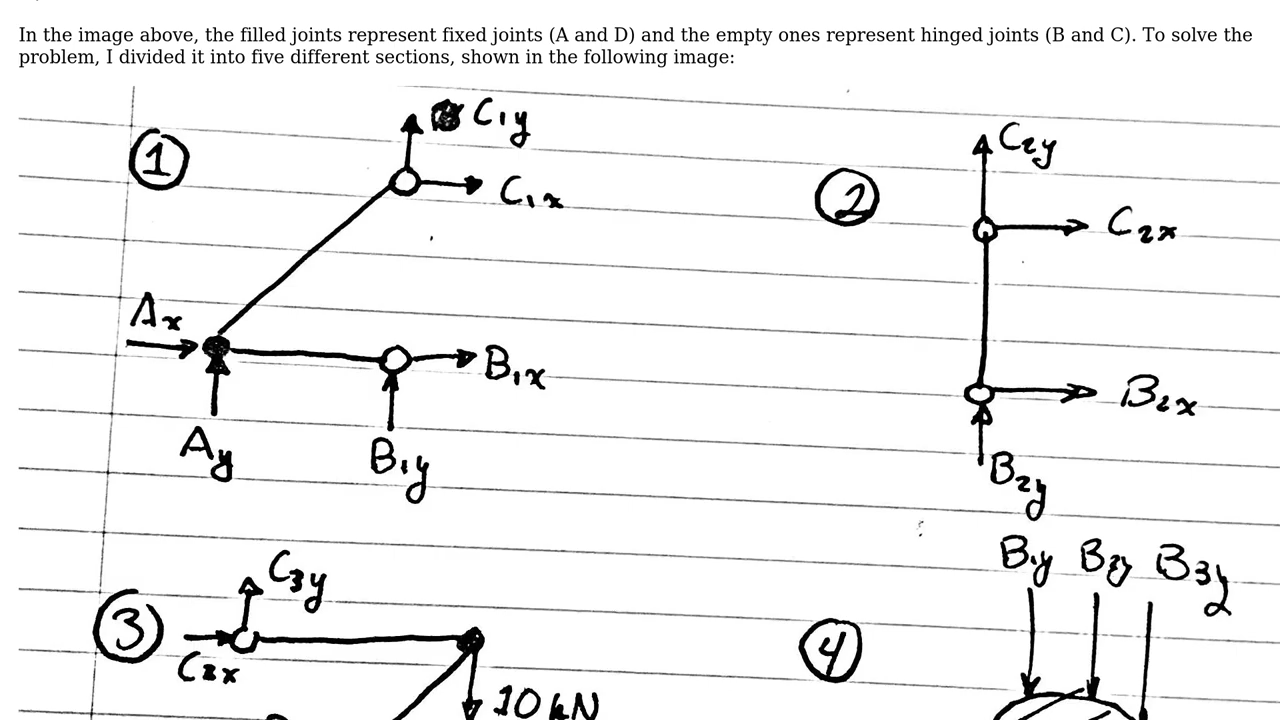 In the image above, the filled joints represent fixed joints (A and D) and the empty ones represent hinged joints (B and C). To solve the
problem, I divided it into five different sections, shown in the following image:
1
C1y
C1x
Ax
Ay
B1y
B1x
2
C2y
C2x
B2x
B2y
3
C3y
C3x
10 kN
4
B1y B2y B3y